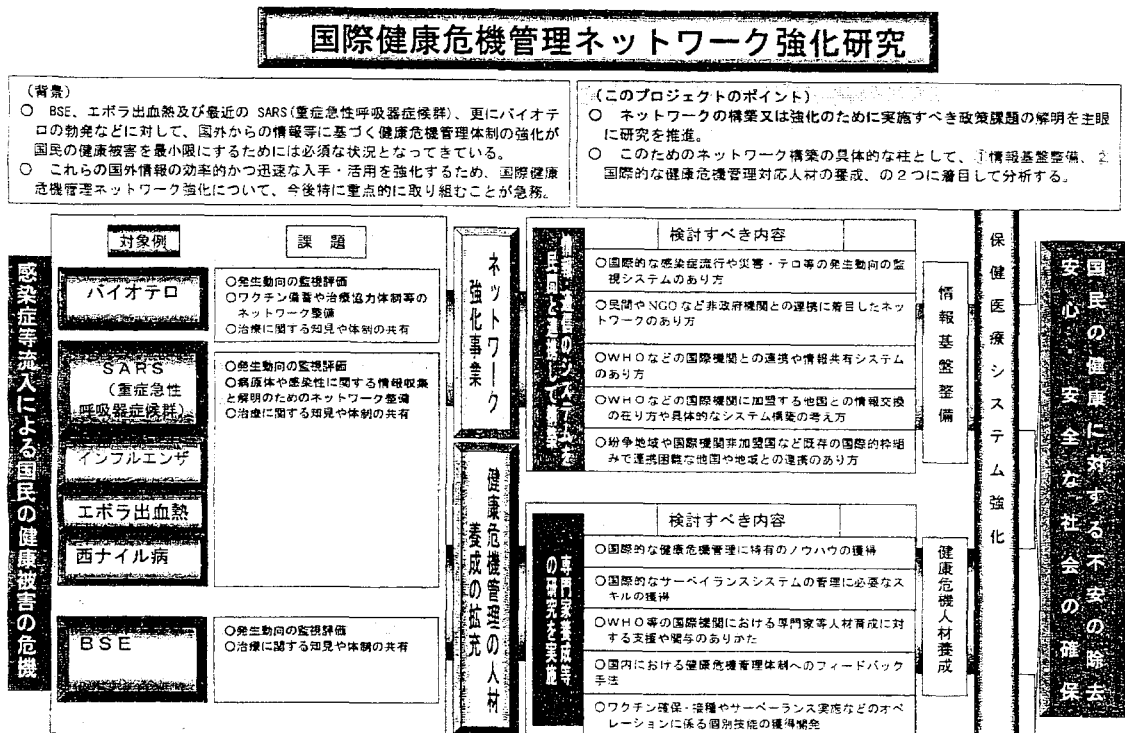 国際健康危機管理ネットワーク強化研究
(背景)
○ BSE、エボラ出血熱及び最近の SARS(重症急性呼吸器症候群)、更にバイオテ
ロの勃発などに対して、国外からの情報等に基づく健康危機管理体制の強化が
国民の健康被害を最小限にするためには必須な状況となってきている。
○ これらの国外情報の効率的かつ迅速な入手・活用を強化するため、国際健康
危機管理ネットワーク強化について、今後特に重点的に取り組むことが急務。
(このプロジェクトのポイント)
○ ネットワークの構築又は強化のために実施すべき政策課題の解明を主眼
に研究を推進。
○ このためのネットワーク構築の具体的な柱として、①情報基盤整備、②
国際的な健康危機管理対応人材の養成、の2つに着目して分析する。
感染症等流入による国民の健康被害の危機
対象例
課題
バイオテロ
○発生動向の監視評価
○ワクチン備蓄や治療協力体制等の
ネットワーク整備
○治療に関する知見や体制の共有
SARS
(重症急性
呼吸器症候群)
○発生動向の監視評価
○病原体や感染性に関する情報収集
と解明のためのネットワーク整備
○治療に関する知見や体制の共有
インフルエンザ
エボラ出血熱
西ナイル病
BSE
○発生動向の監視評価
○治療に関する知見や体制の共有
ネットワーク
強化事業
健康危機管理の人材
養成の拡充
検討すべき内容
○国際的な感染症流行や災害・テロ等の発生動向の監
視システムのあり方
○民間やNGOなど非政府機関との連携に着目したネッ
トワークのあり方
○WHOなどの国際機関との連携や情報共有システム
のあり方
○WHOなどの国際機関に加盟する他国との情報交換
の在り方や具体的なシステム構築の考え方
○紛争地域や国際機関非加盟国など既存の国際的枠組
みで連携困難な他国や地域との連携のあり方
情報基盤整備
専門家養成等
の研究を実施
検討すべき内容
○国際的な健康危機管理に特有のノウハウの獲得
○国際的なサーベイランスシステムの管理に必要なス
キルの獲得
○WHO等の国際機関における専門家等人材育成に対
する支援や関与のありかた
○国内における健康危機管理体制へのフィードバック
手法
○ワクチン確保・接種やサーベーランス実施などのオペ
レーションに係る個別技能の獲得開発
健康危機人材養成
保健医療システム強化
国民の健康に対する不安の除去
安心・安全な社会の確保